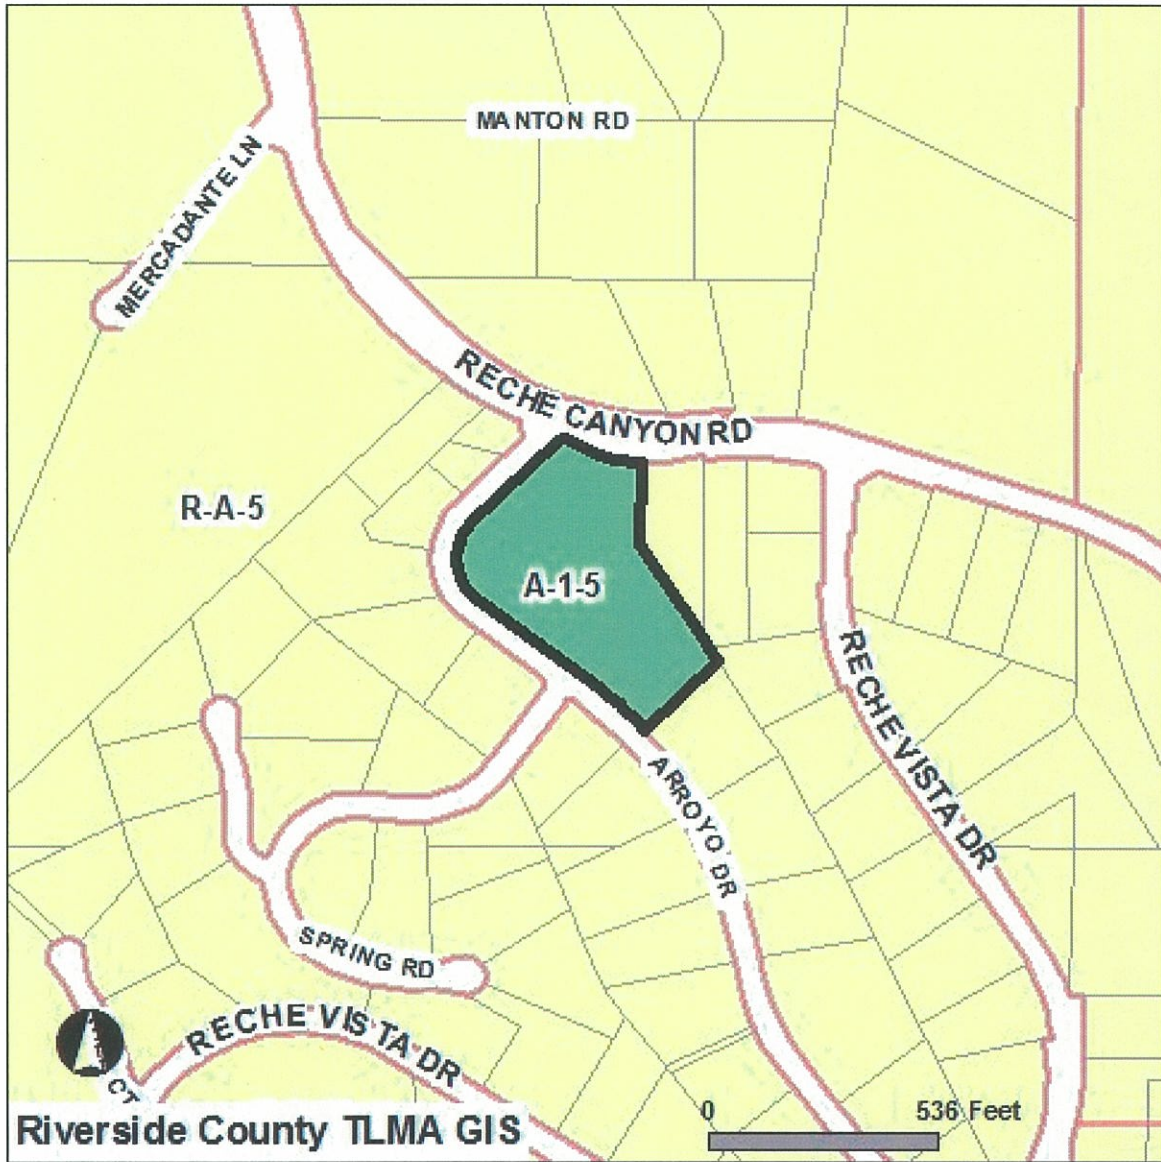 MANTON RD
MERCADANTE LN
RECHE CANYON RD
R-A-5
A-1-5
RECHE VISTA DR
ARROYO DR
SPRING RD
RECHE VISTA DR
CT
0 536 Feet
Riverside County TLMA GIS